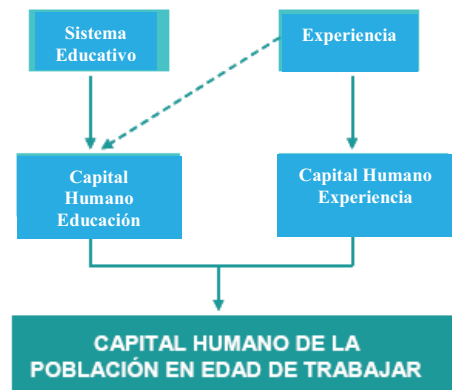 Sistema
Educativo
Experiencia
Capital
Humano
Educación
Capital Humano
Experiencia
CAPITAL HUMANO DE LA
POBLACIÓN EN EDAD DE TRABAJAR